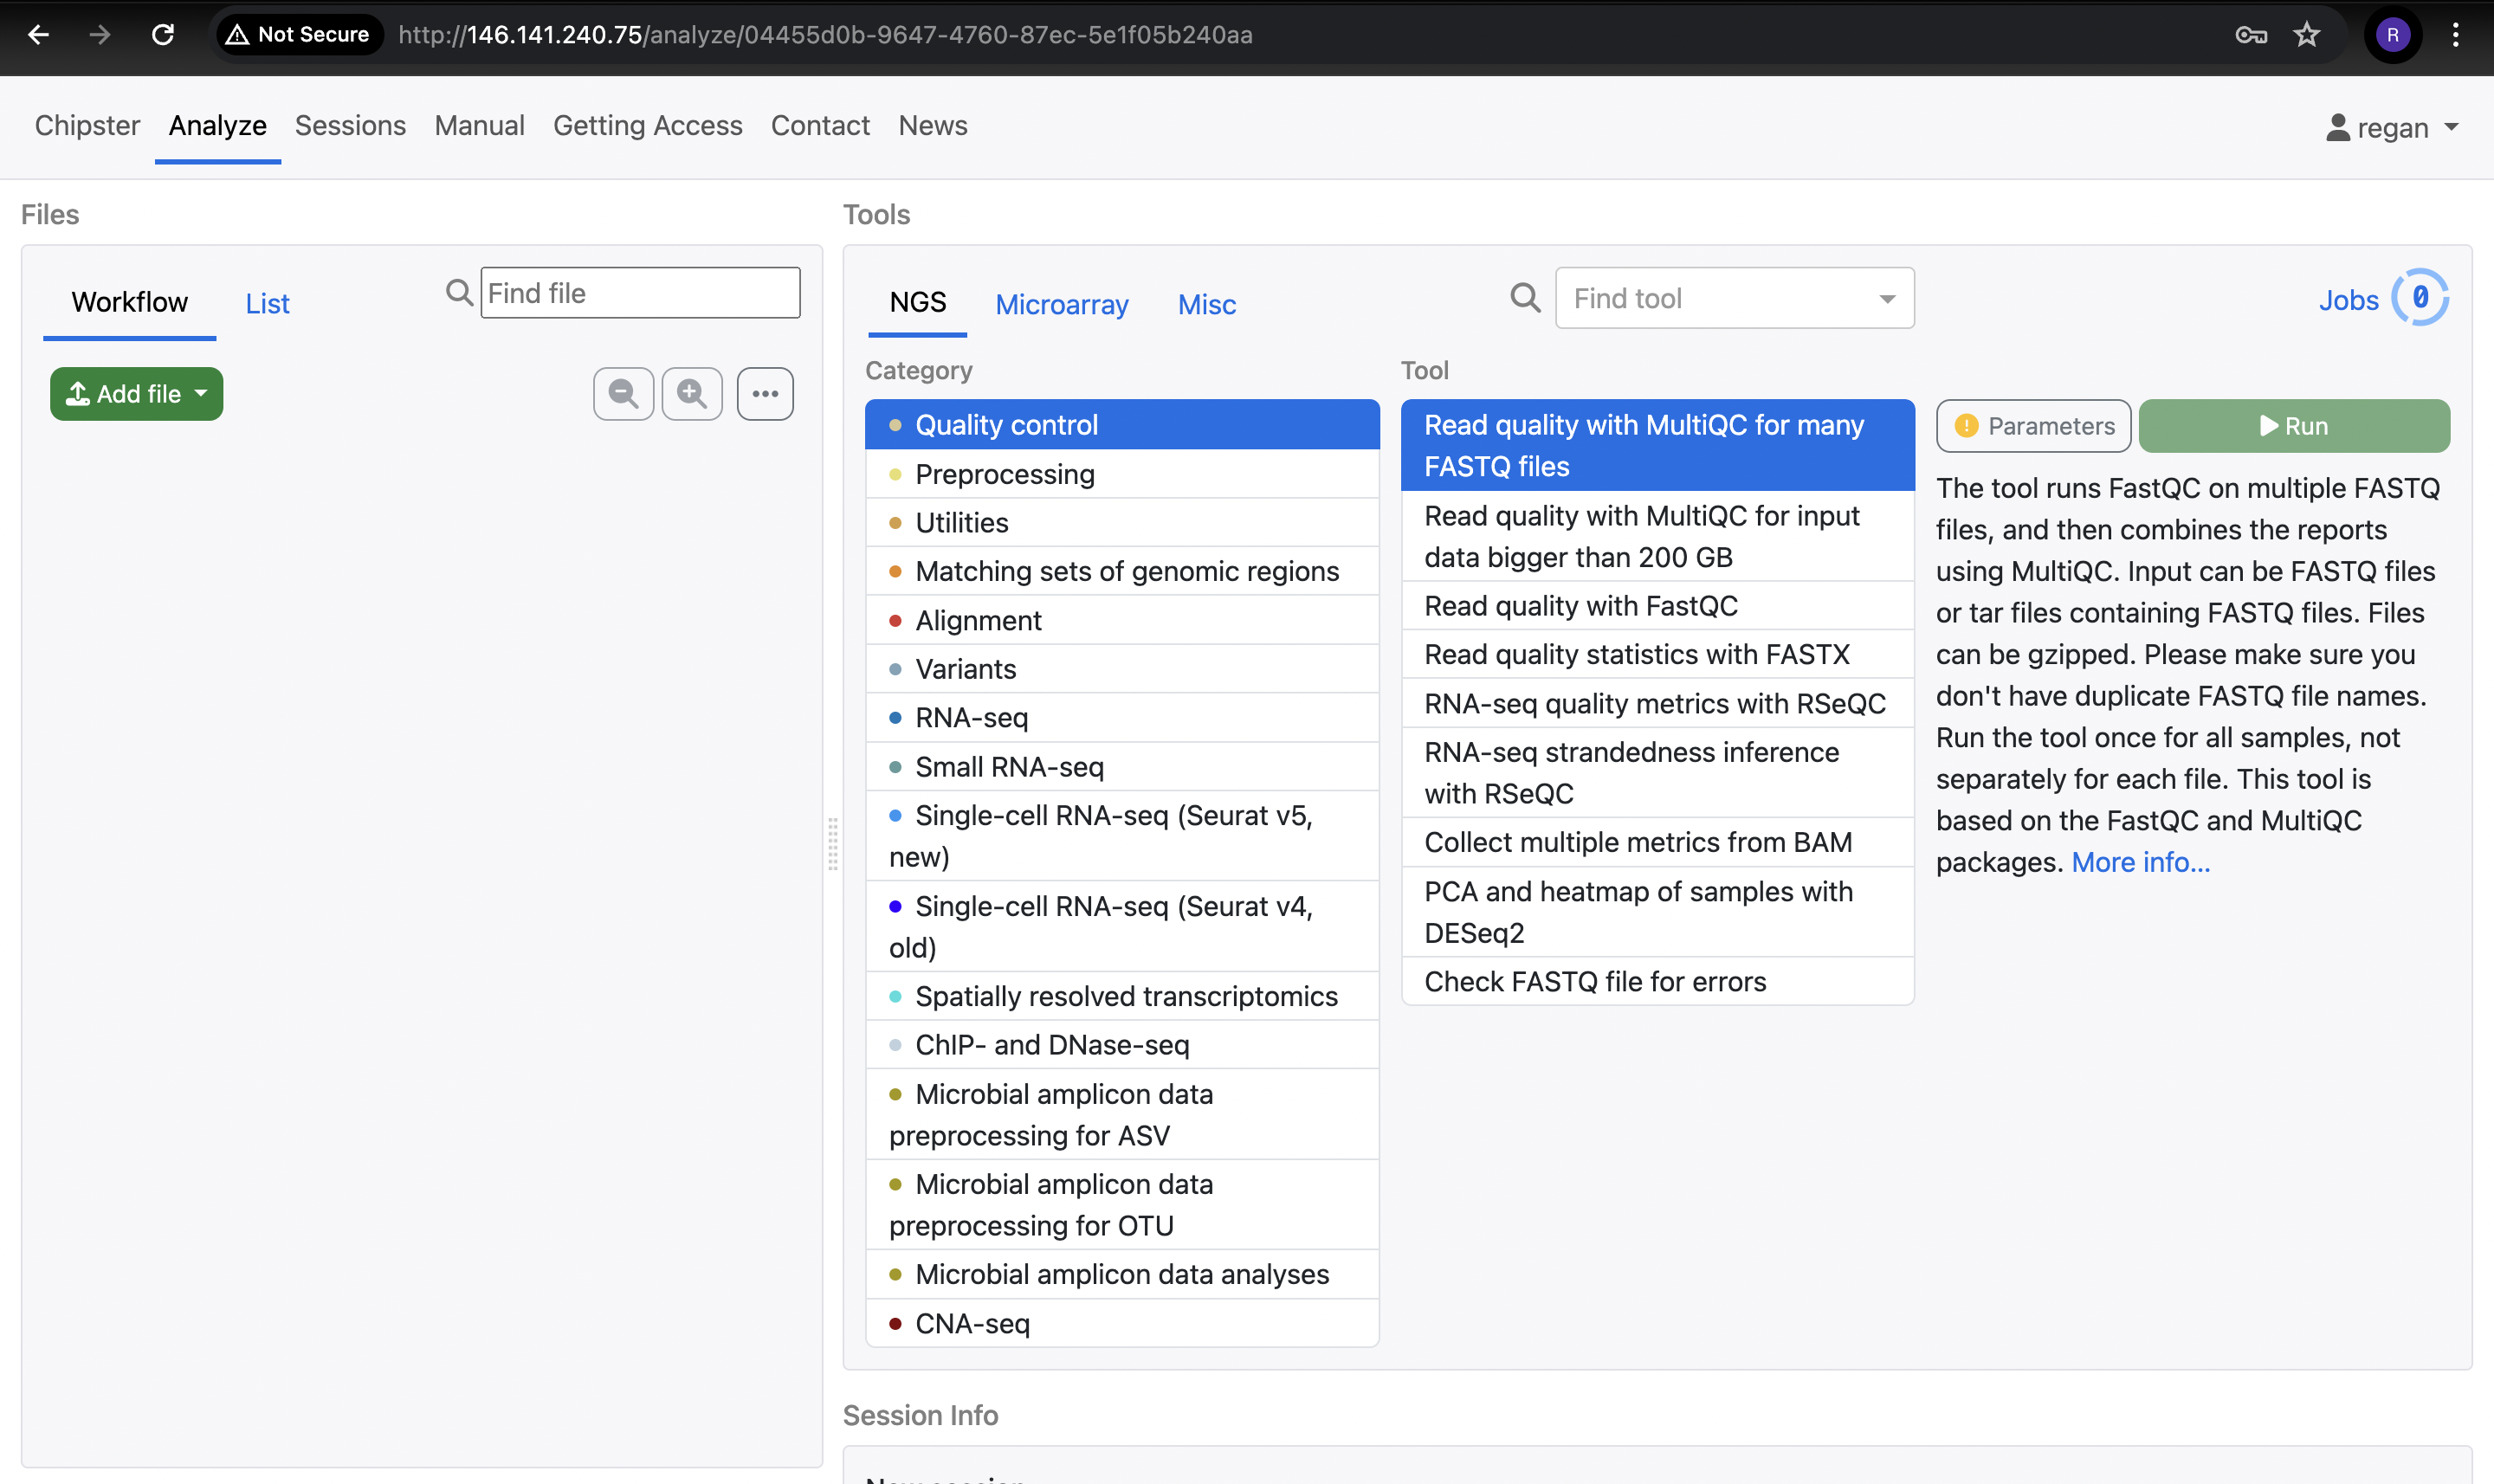 Not Secure http://146.141.240.75/analyze/04455d0b-9647-4760-87ec-5e1f05b240aa R
Chipster Analyze Sessions Manual Getting Access Contact News regan
Files
Workflow List Find file
Add file
Tools
NGS Microarray Misc Find tool Jobs 0
Category
Quality control
Preprocessing
Utilities
Matching sets of genomic regions
Alignment
Variants
RNA-seq
Small RNA-seq
Single-cell RNA-seq (Seurat v5,
new)
Single-cell RNA-seq (Seurat v4,
old)
Spatially resolved transcriptomics
ChIP- and DNase-seq
Microbial amplicon data
preprocessing for ASV
Microbial amplicon data
preprocessing for OTU
Microbial amplicon data analyses
CNA-seq
Tool
Read quality with MultiQC for many
FASTQ files
Read quality with MultiQC for input
data bigger than 200 GB
Read quality with FastQC
Read quality statistics with FASTX
RNA-seq quality metrics with RSeQC
RNA-seq strandedness inference
with RSeQC
Collect multiple metrics from BAM
PCA and heatmap of samples with
DESeq2
Check FASTQ file for errors
Parameters Run
The tool runs FastQC on multiple FASTQ
files, and then combines the reports
using MultiQC. Input can be FASTQ files
or tar files containing FASTQ files. Files
can be gzipped. Please make sure you
don't have duplicate FASTQ file names.
Run the tool once for all samples, not
separately for each file. This tool is
based on the FastQC and MultiQC
packages. More info...
Session Info
New session